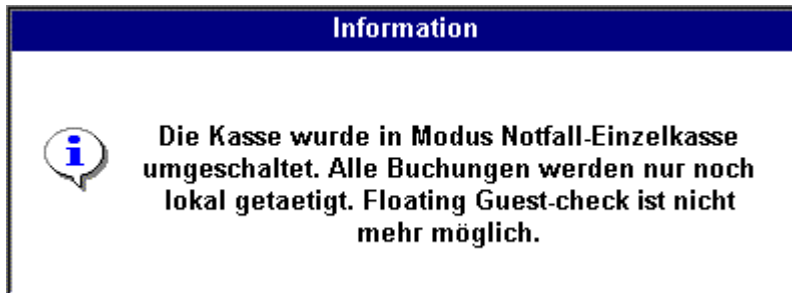 Information
Die Kasse wurde in Modus Notfall-Einzelkasse
umgeschaltet. Alle Buchungen werden nur noch
lokal getaetigt. Floating Guest-check ist nicht
mehr möglich.